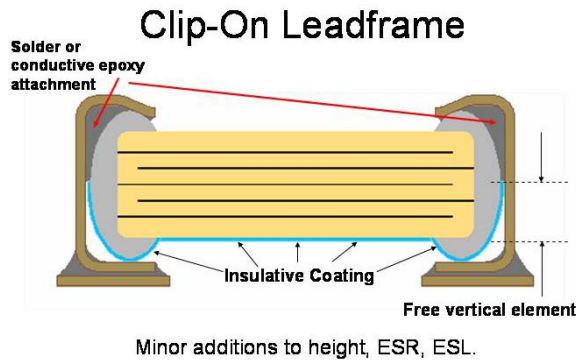 Clip-On Leadframe
Solder or
conductive epoxy
attachment
Insulative Coating
Free vertical element
Minor additions to height, ESR, ESL.